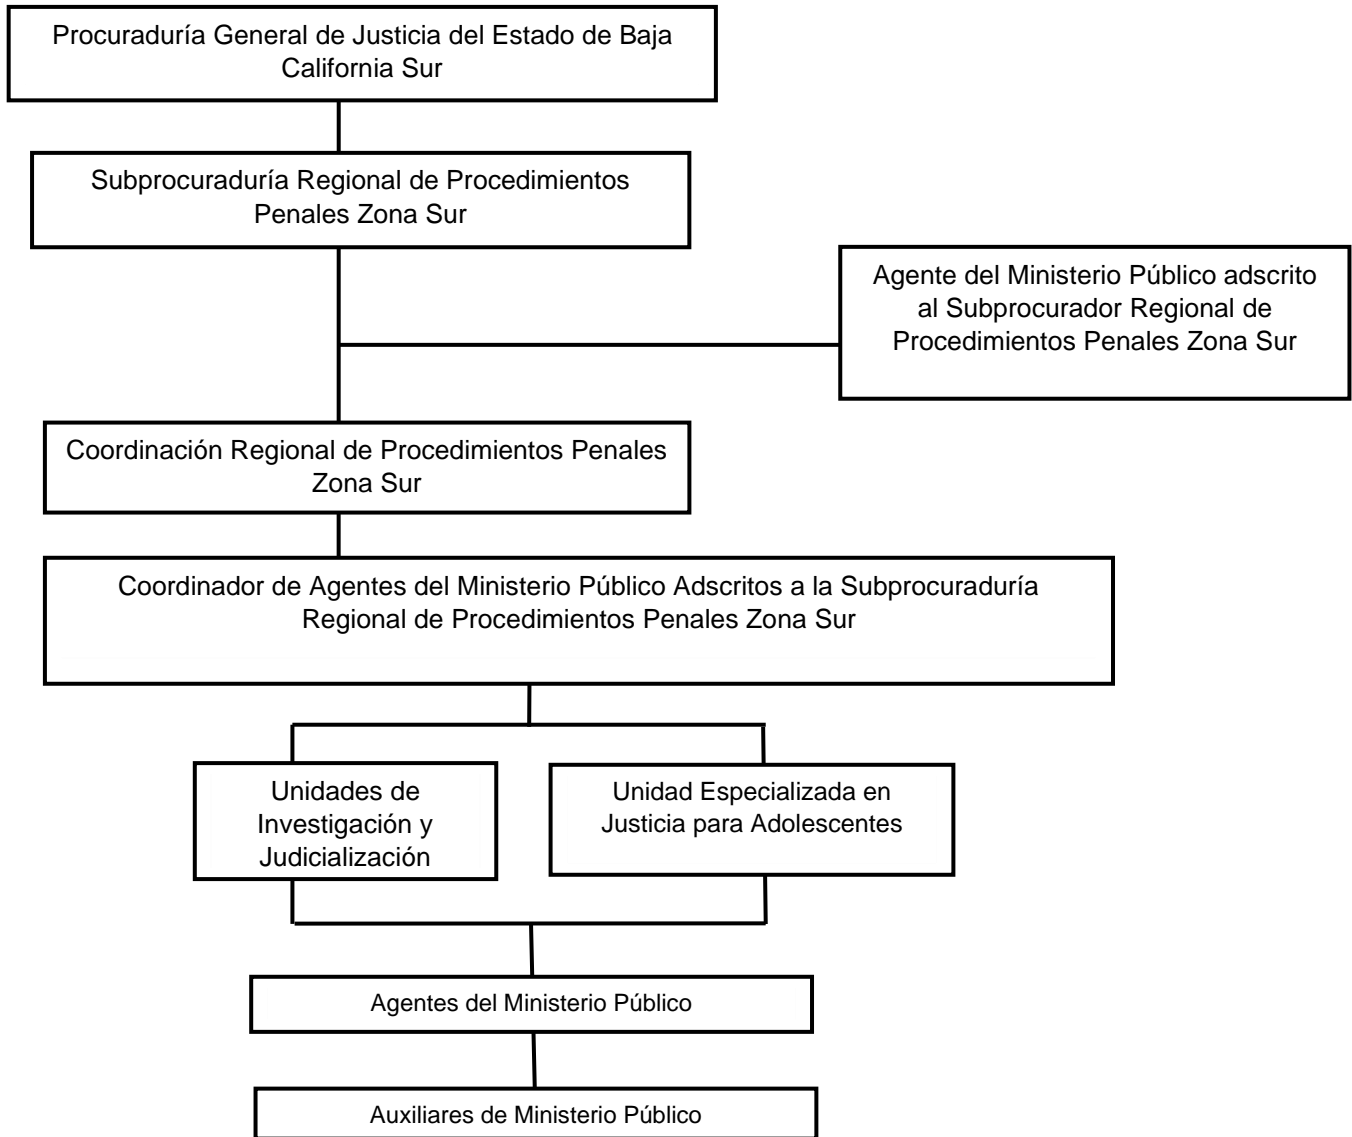 Procuraduría General de Justicia del Estado de Baja
California Sur
Subprocuraduría Regional de Procedimientos
Penales Zona Sur
Agente del Ministerio Público adscrito
al Subprocurador Regional de
Procedimientos Penales Zona Sur
Coordinación Regional de Procedimientos Penales
Zona Sur
Coordinador de Agentes del Ministerio Público Adscritos a la Subprocuraduría
Regional de Procedimientos Penales Zona Sur
Unidades de
Investigación y
Judicialización
Unidad Especializada en
Justicia para Adolescentes
Agentes del Ministerio Público
Auxiliares de Ministerio Público